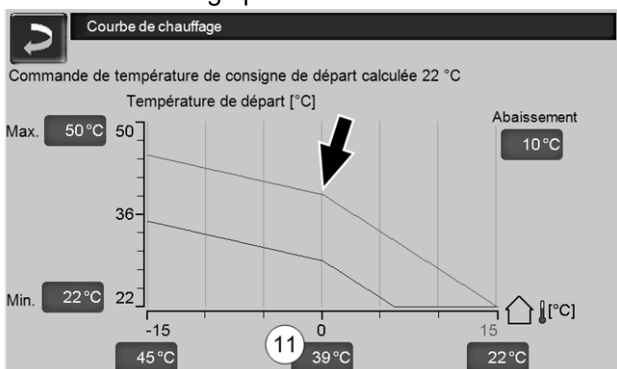 Courbe de chauffage
Commande de température de consigne de départ calculée 22 °C
Température de départ [°C]
Abaissement
Max. 50°C 50
10°C
36
Min. 22°C 22
[°C]
-15 0 15
11
45°C 39°C 22°C